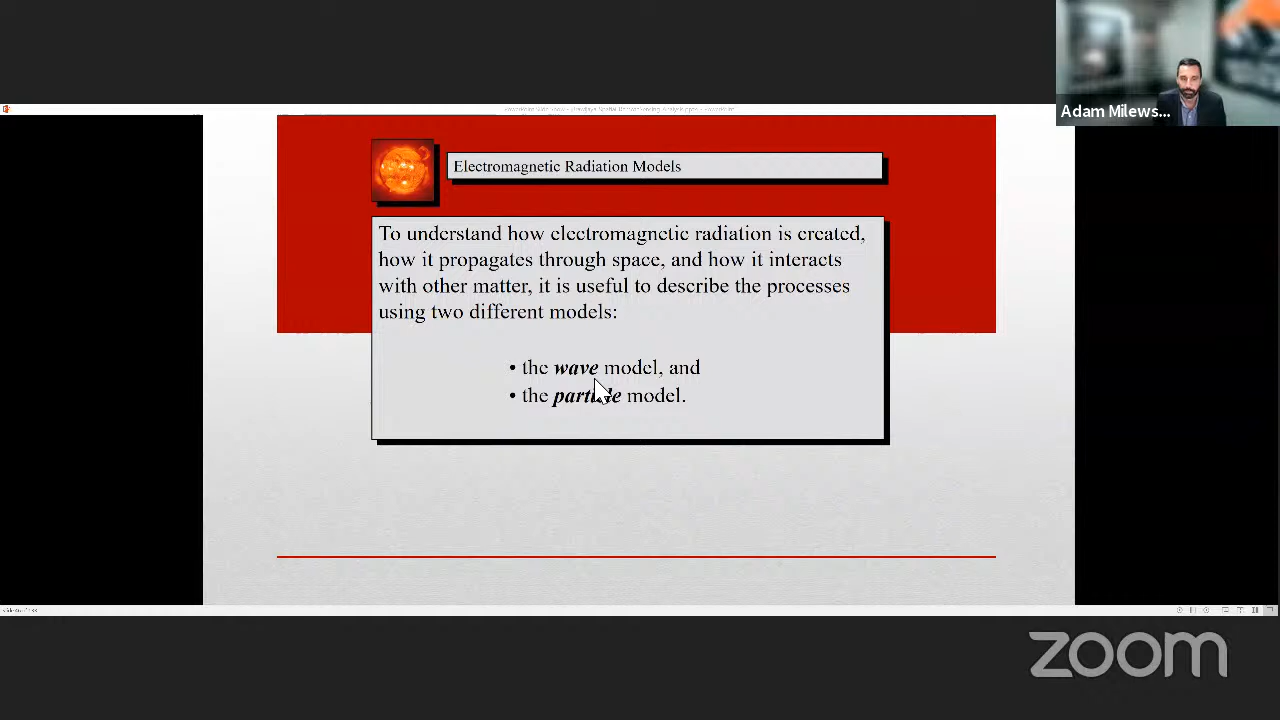 Adam Milews...
Electromagnetic Radiation Models
To understand how electromagnetic radiation is created,
how it propagates through space, and how it interacts
with other matter, it is useful to describe the processes
using two different models:
• the wave model, and
• the particle model.
zoom